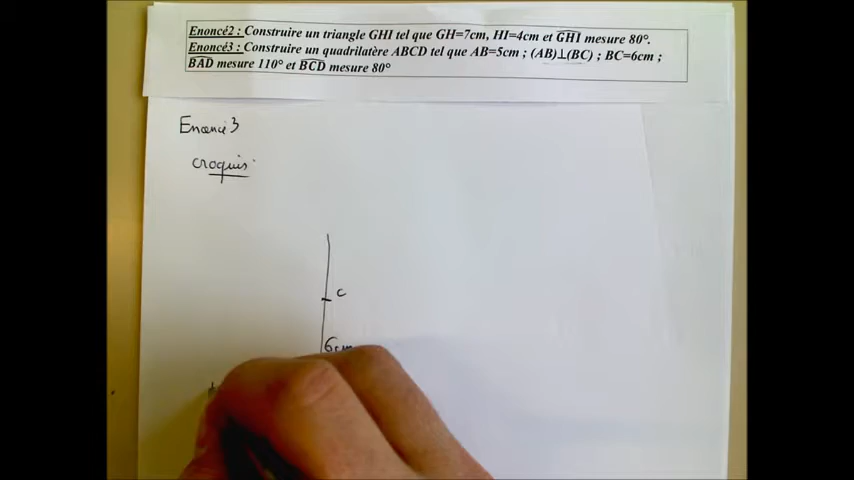 Enoncé2 : Construire un triangle GHI tel que GH=7cm, HI=4cm et GHI mesure 80°.
Enoncé3 : Construire un quadrilatère ABCD tel que AB=5cm ; (AB)⊥(BC) ; BC=6cm ;
BAD mesure 110° et BCD mesure 80°
Enoncé 3
croquis
C
6cm